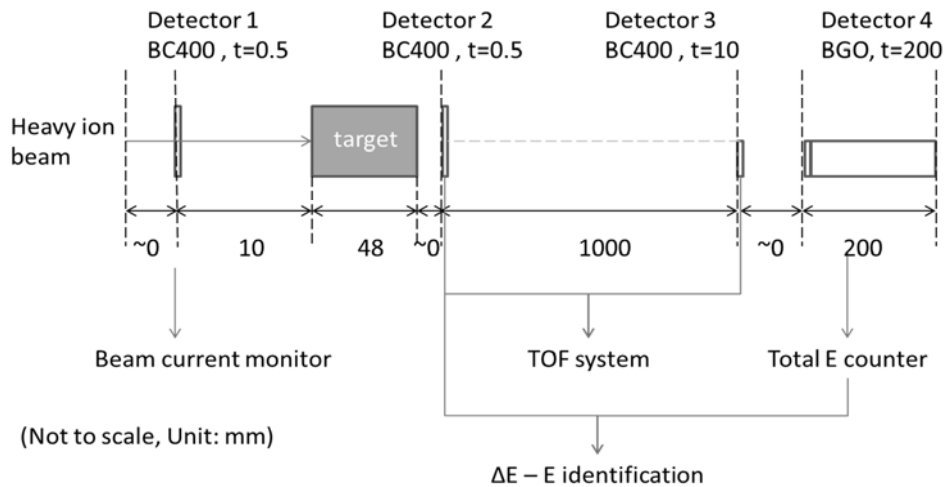 Detector 1
BC400 , t=0.5
Detector 2
BC400 , t=0.5
Detector 3
BC400 , t=10
Detector 4
BGO, t=200
Heavy ion
beam
target
~0
10
48
~0
1000
~0
200
Beam current monitor
TOF system
Total E counter
(Not to scale, Unit: mm)
ΔE – E identification